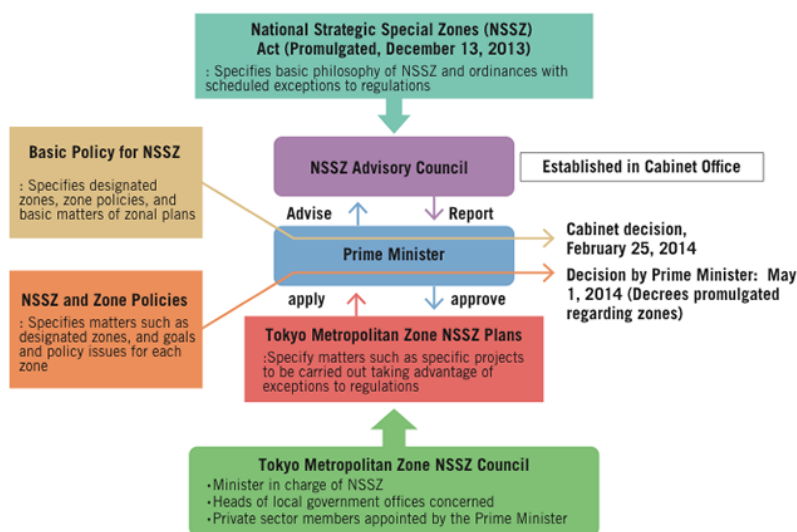 National Strategic Special Zones (NSSZ)
Act (Promulgated, December 13, 2013)
: Specifies basic philosophy of NSSZ and ordinances with
scheduled exceptions to regulations
Basic Policy for NSSZ
: Specifies designated
zones, zone policies, and
basic matters of zonal plans
NSSZ Advisory Council
Established in Cabinet Office
Advise
Report
Prime Minister
Cabinet decision,
February 25, 2014
Decision by Prime Minister: May
1, 2014 (Decrees promulgated
regarding zones)
NSSZ and Zone Policies
: Specifies matters such as
designated zones, and goals
and policy issues for each
zone
apply
approve
Tokyo Metropolitan Zone NSSZ Plans
:Specify matters such as specific projects
to be carried out taking advantage of
exceptions to regulations
Tokyo Metropolitan Zone NSSZ Council
•Minister in charge of NSSZ
•Heads of local government offices concerned
•Private sector members appointed by the Prime Minister